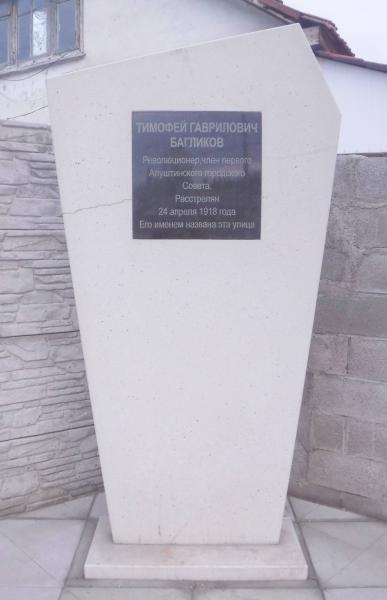 ТИМОФЕЙ ГАВРИЛОВИЧ
БАГЛИКОВ
Революционер,член первого
Алуштинского городского
Совета.
Расстрелян
24 апреля 1918 года
Его именем названа эта улица